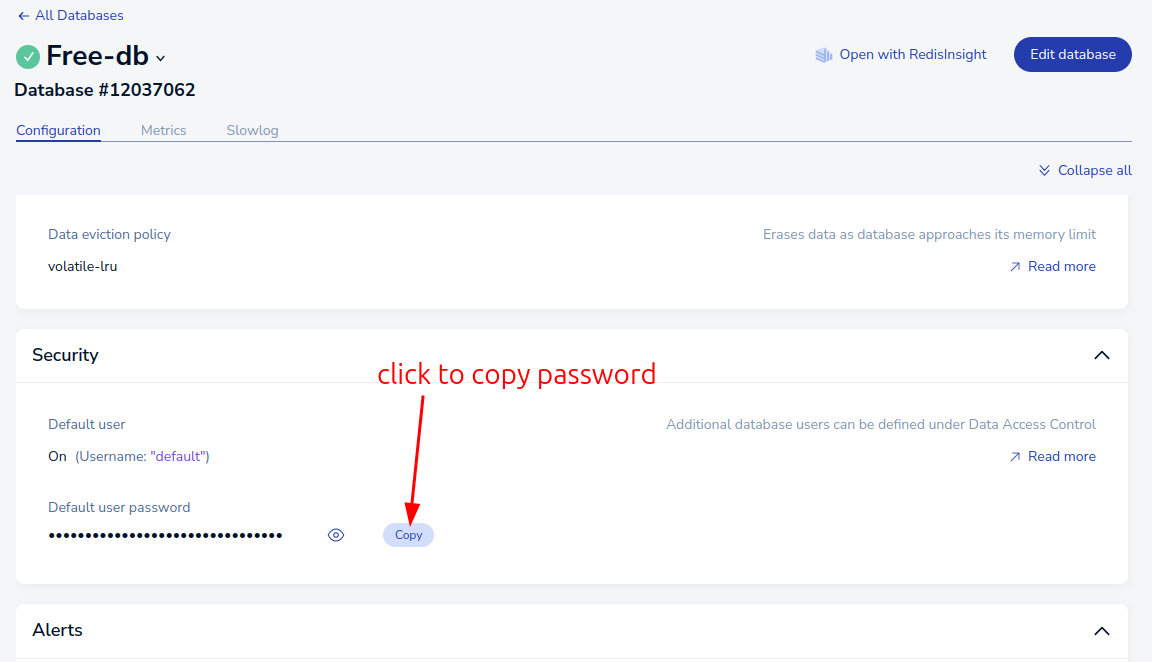 All Databases
Free-db
Open with RedisInsight
Edit database
Database #12037062
Configuration Metrics Slowlog
Collapse all
Data eviction policy
Erases data as database approaches its memory limit
volatile-lru
Read more
Security
click to copy password
Default user
Additional database users can be defined under Data Access Control
On (Username: "default")
Read more
Default user password
••••••••••••••••••••••••••••••••
Copy
Alerts